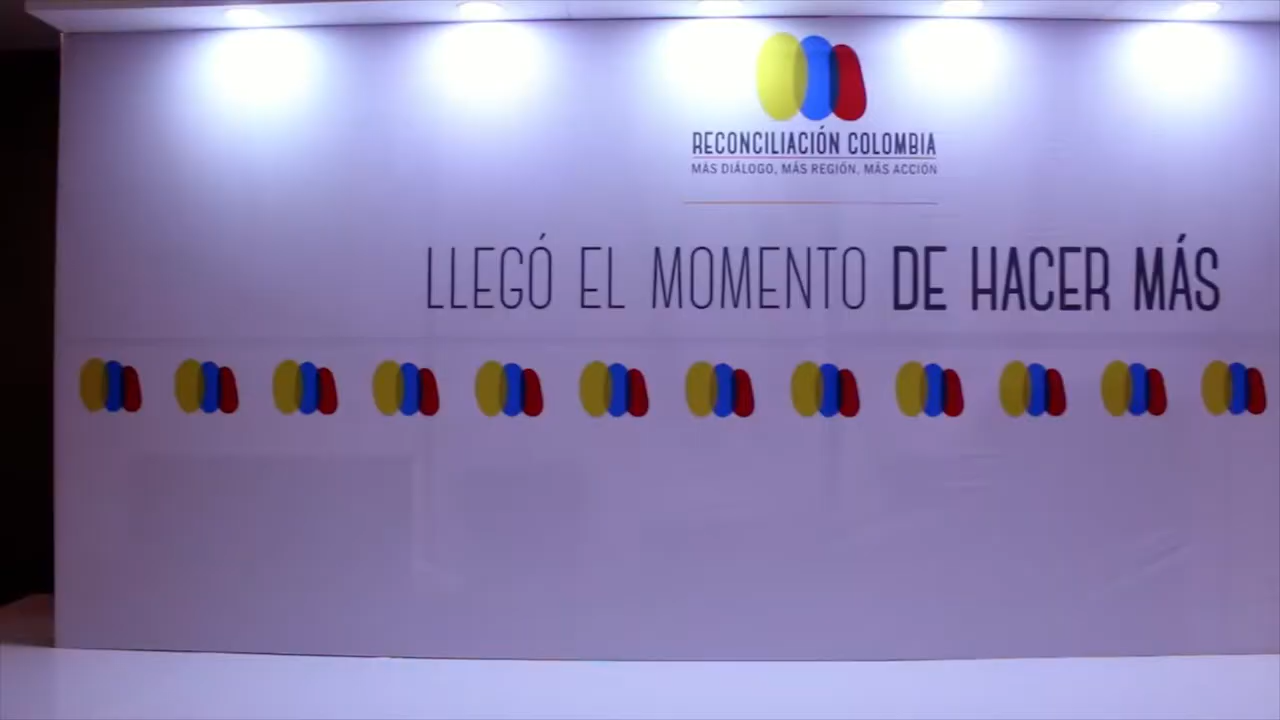 RECONCILIACIÓN COLOMBIA
MÁS DIÁLOGO, MÁS REGIÓN, MÁS ACCIÓN
LLEGÓ EL MOMENTO DE HACER MÁS